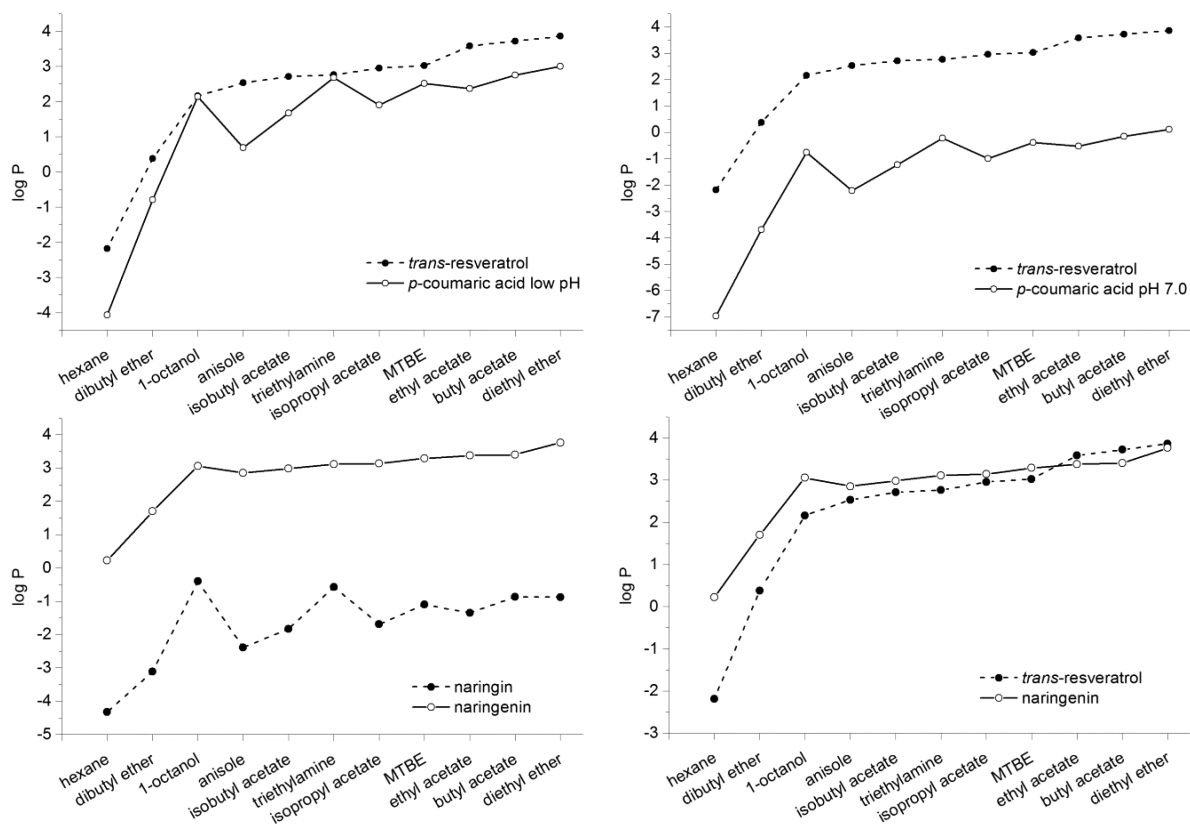 4
3
2
1
0
-1
-2
-3
-4
log P
trans-resveratrol
p-coumaric acid low pH
hexane
dibutyl ether
1-octanol
anisole
isobutyl acetate
triethylamine
isopropyl acetate
MTBE
ethyl acetate
butyl acetate
diethyl ether
4
3
2
1
0
-1
-2
-3
-4
-5
-6
-7
log P
trans-resveratrol
p-coumaric acid pH 7.0
hexane
dibutyl ether
1-octanol
anisole
isobutyl acetate
triethylamine
isopropyl acetate
MTBE
ethyl acetate
butyl acetate
diethyl ether
4
3
2
1
0
-1
-2
-3
-4
-5
log P
naringin
naringenin
hexane
dibutyl ether
1-octanol
anisole
isobutyl acetate
triethylamine
isopropyl acetate
MTBE
ethyl acetate
butyl acetate
diethyl ether
4
3
2
1
0
-1
-2
-3
log P
trans-resveratrol
naringenin
hexane
dibutyl ether
1-octanol
anisole
isobutyl acetate
triethylamine
isopropyl acetate
MTBE
ethyl acetate
butyl acetate
diethyl ether